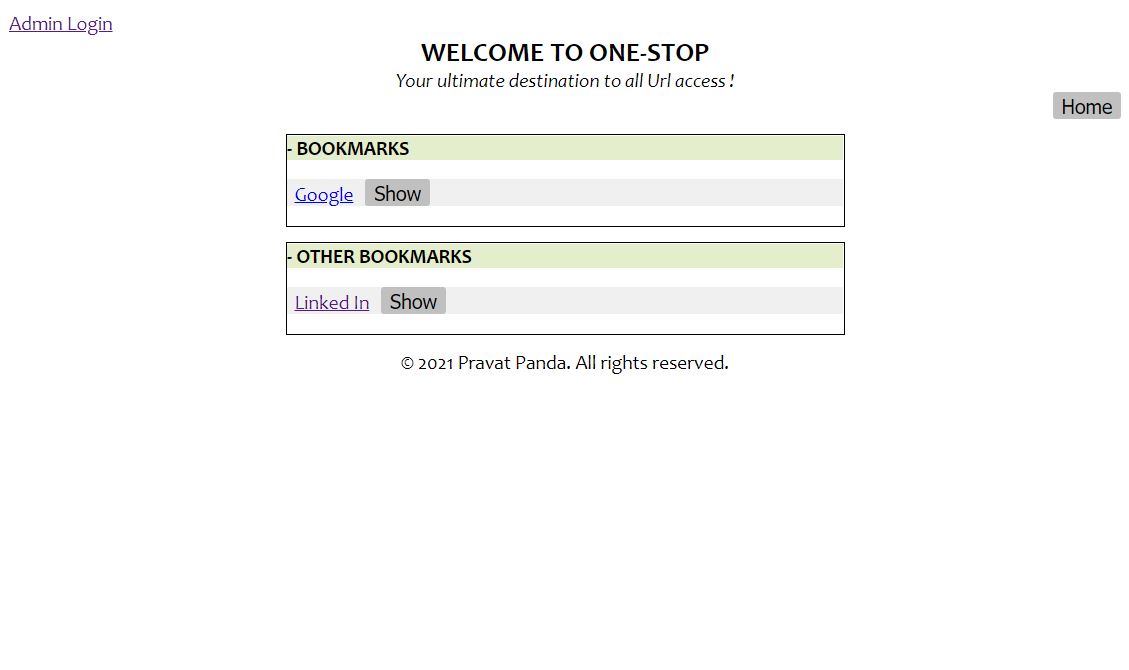 Admin Login
WELCOME TO ONE-STOP
Your ultimate destination to all Url access !
Home
- BOOKMARKS
Google Show
- OTHER BOOKMARKS
Linked In Show
© 2021 Pravat Panda. All rights reserved.